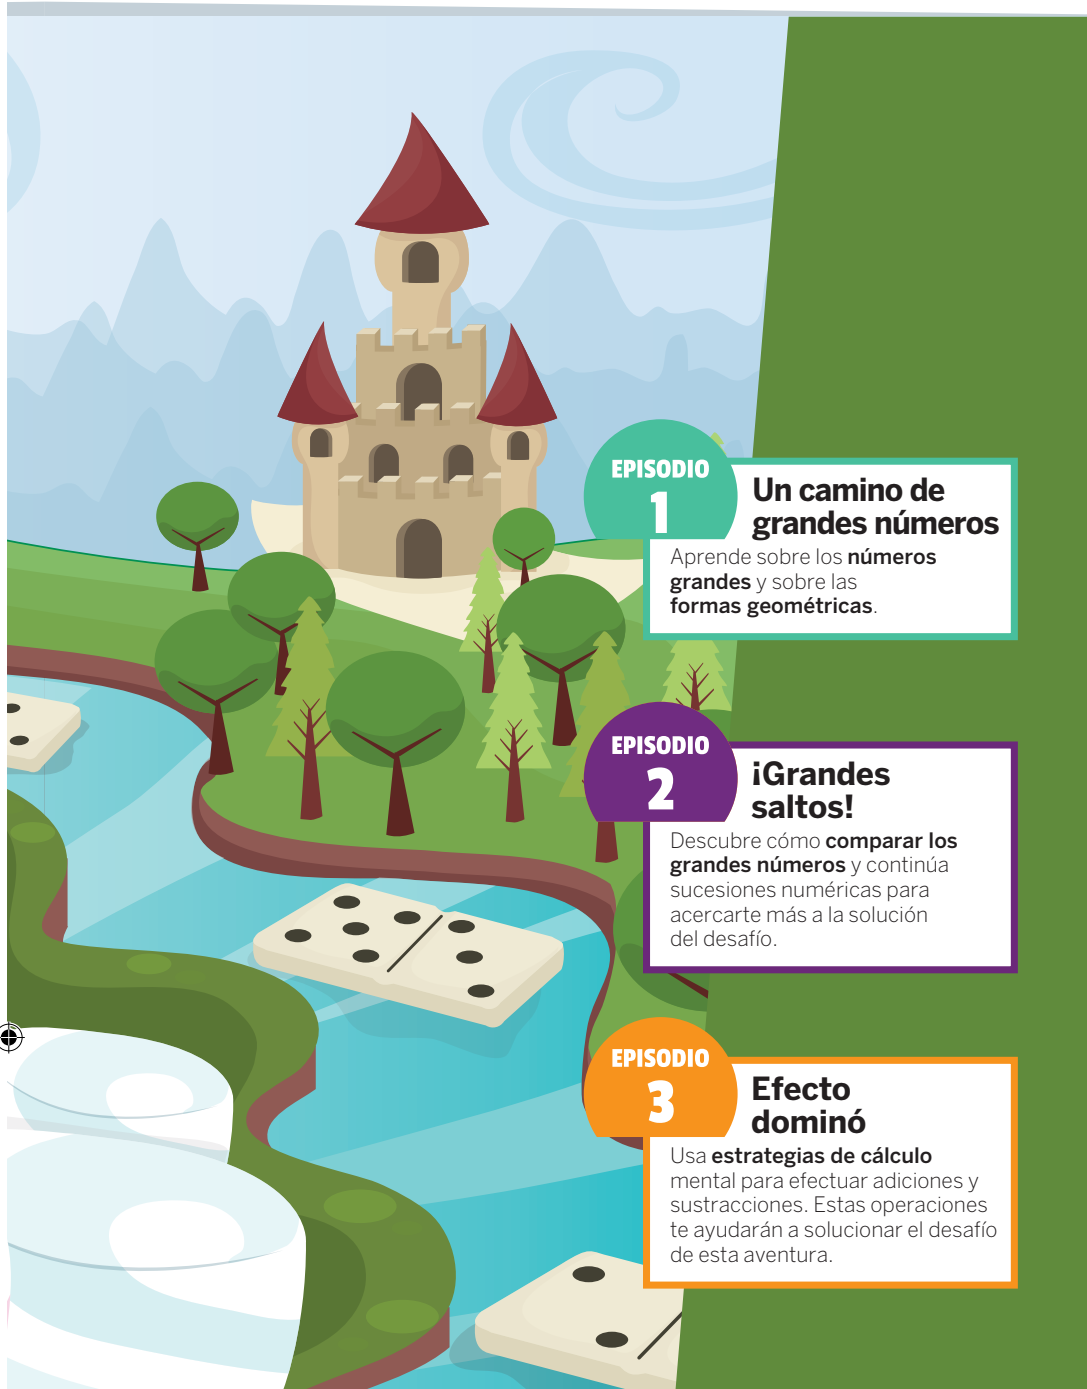 EPISODIO
1
Un camino de
grandes números
Aprende sobre los números
grandes y sobre las
formas geométricas.
EPISODIO
2
¡Grandes
saltos!
Descubre cómo comparar los
grandes números y continúa
sucesiones numéricas para
acercarte más a la solución
del desafío.
EPISODIO
3
Efecto
dominó
Usa estrategias de cálculo
mental para efectuar adiciones y
sustracciones. Estas operaciones
te ayudarán a solucionar el desafío
de esta aventura.